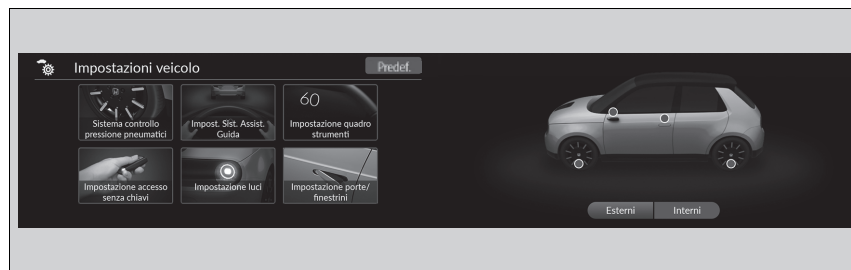 Impostazioni veicolo
Predef.
Sistema controllo
pressione pneumatici
Impost. Sist. Assist.
Guida
60
Impostazione quadro
strumenti
Impostazione accesso
senza chiavi
Impostazione luci
Impostazione porte/
finestrini
Esterni
Interni